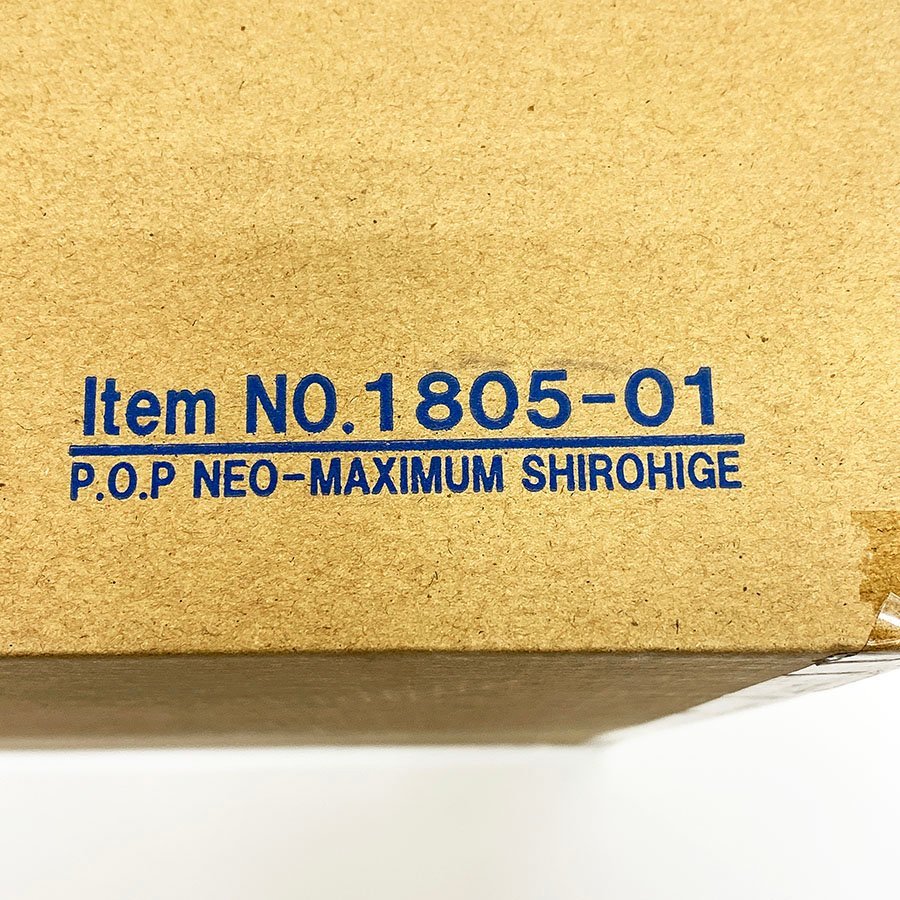 Item NO.1805-01
P.O.P NEO-MAXIMUM SHIROHIGE